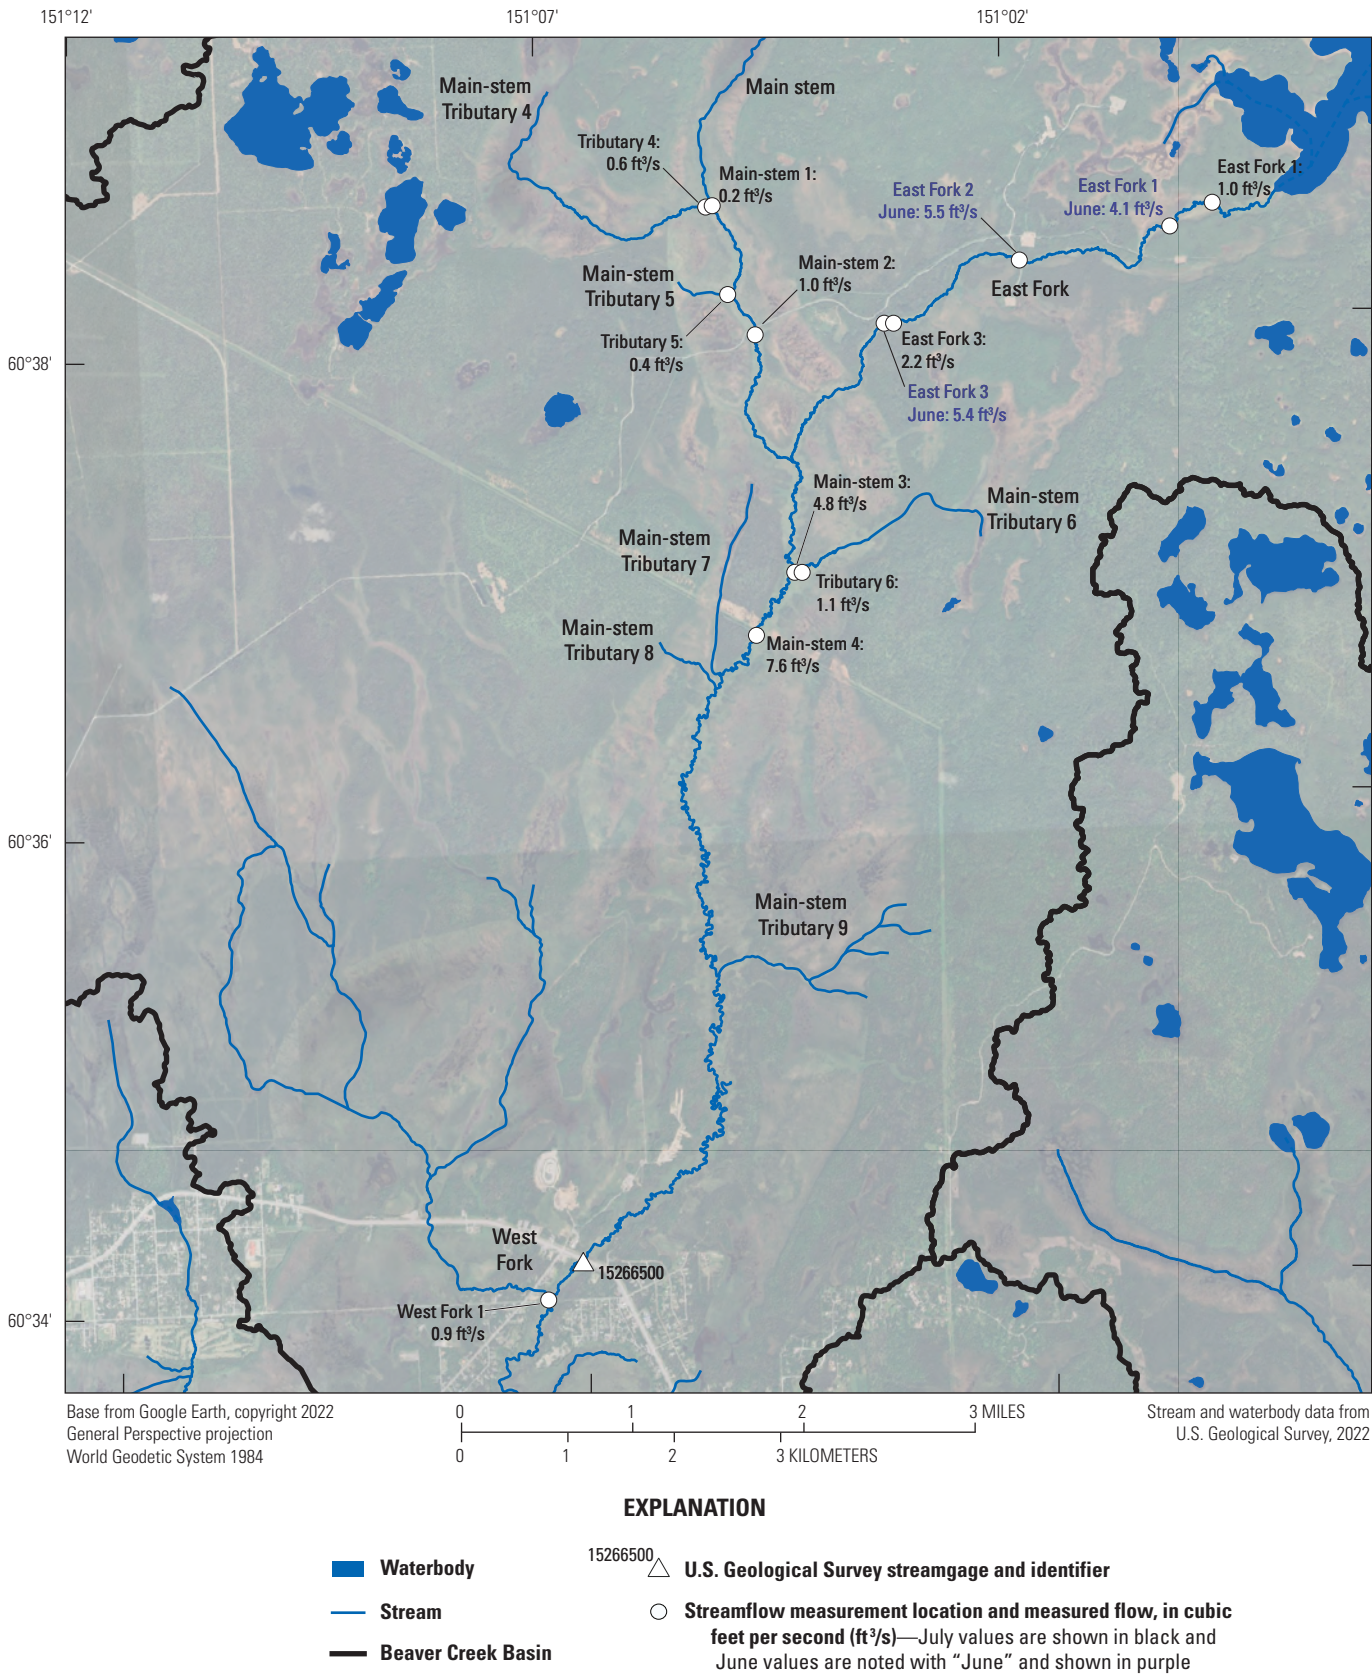 151°12'
151°07'
151°02'
Main-stem
Tributary 4
Main stem
Tributary 4:
0.6 ft³/s
Main-stem 1:
0.2 ft³/s
East Fork 1:
1.0 ft³/s
East Fork 1
June: 4.1 ft³/s
East Fork 2
June: 5.5 ft³/s
Main-stem
Tributary 5
Main-stem 2:
1.0 ft³/s
East Fork
Tributary 5:
0.4 ft³/s
East Fork 3:
2.2 ft³/s
60°38'
East Fork 3
June: 5.4 ft³/s
Main-stem 3:
4.8 ft³/s
Main-stem
Tributary 6
Main-stem
Tributary 7
Tributary 6:
1.1 ft³/s
Main-stem
Tributary 8
Main-stem 4:
7.6 ft³/s
60°36'
Main-stem
Tributary 9
West
Fork
15266500
West Fork 1
0.9 ft³/s
60°34'
Base from Google Earth, copyright 2022
General Perspective projection
World Geodetic System 1984
0 1 2 3 MILES
0 1 2 3 KILOMETERS
Stream and waterbody data from
U.S. Geological Survey, 2022
EXPLANATION
Waterbody
Stream
Beaver Creek Basin
15266500
U.S. Geological Survey streamgage and identifier
Streamflow measurement location and measured flow, in cubic
feet per second (ft³/s)—July values are shown in black and
June values are noted with “June” and shown in purple